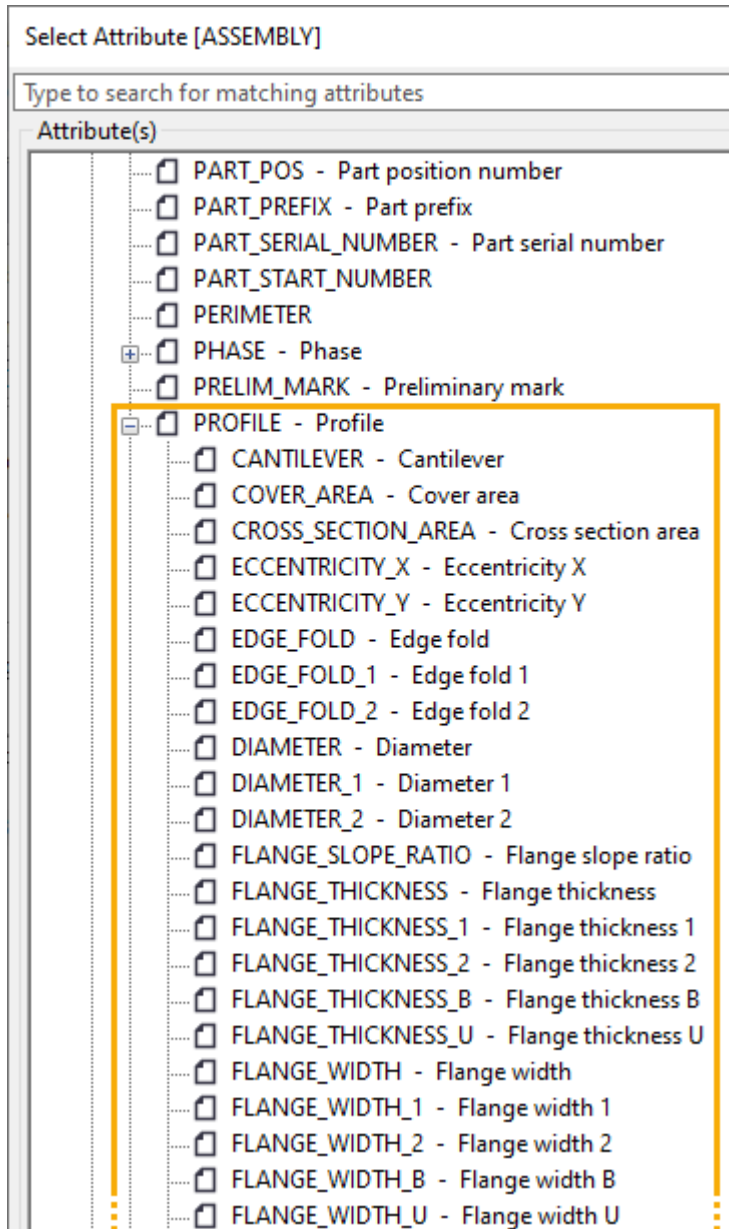 Select Attribute [ASSEMBLY]
Type to search for matching attributes
Attribute(s)
PART_POS - Part position number
PART_PREFIX - Part prefix
PART_SERIAL_NUMBER - Part serial number
PART_START_NUMBER
PERIMETER
PHASE - Phase
PRELIM_MARK - Preliminary mark
PROFILE - Profile
CANTILEVER - Cantilever
COVER_AREA - Cover area
CROSS_SECTION_AREA - Cross section area
ECCENTRICITY_X - Eccentricity X
ECCENTRICITY_Y - Eccentricity Y
EDGE_FOLD - Edge fold
EDGE_FOLD_1 - Edge fold 1
EDGE_FOLD_2 - Edge fold 2
DIAMETER - Diameter
DIAMETER_1 - Diameter 1
DIAMETER_2 - Diameter 2
FLANGE_SLOPE_RATIO - Flange slope ratio
FLANGE_THICKNESS - Flange thickness
FLANGE_THICKNESS_1 - Flange thickness 1
FLANGE_THICKNESS_2 - Flange thickness 2
FLANGE_THICKNESS_B - Flange thickness B
FLANGE_THICKNESS_U - Flange thickness U
FLANGE_WIDTH - Flange width
FLANGE_WIDTH_1 - Flange width 1
FLANGE_WIDTH_2 - Flange width 2
FLANGE_WIDTH_B - Flange width B
FLANGE_WIDTH_U - Flange width U